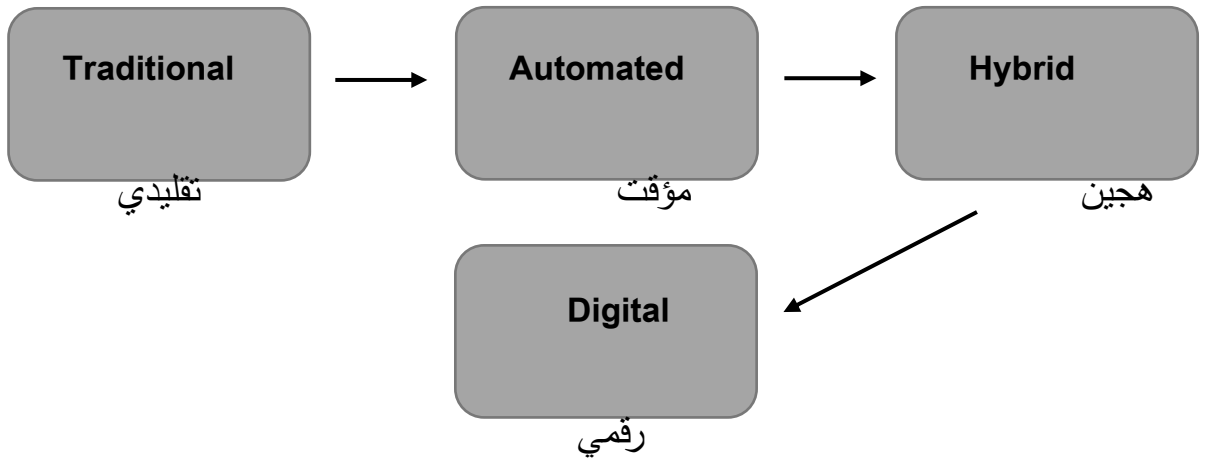 Traditional
Automated
Hybrid
تقليدي
مؤقت
هجين
Digital
رقمي